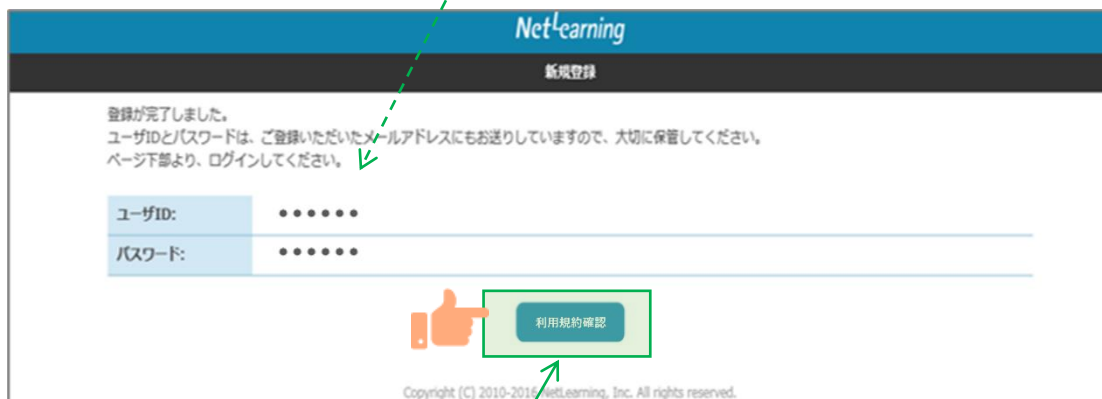 NetLearning
新規登録
登録が完了しました。
ユーザIDとパスワードは、ご登録いただいたメールアドレスにもお送りしていますので、大切に保管してください。
ページ下部より、ログインしてください。
ユーザID: ●●●●●●
パスワード: ●●●●●●
利用規約確認
Copyright (C) 2010-2016 NetLearning, Inc. All rights reserved.